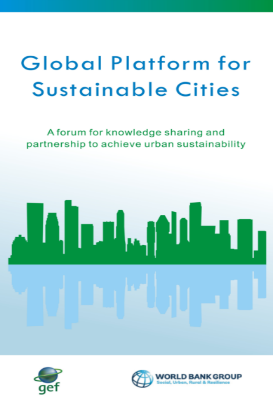 Global Platform for
Sustainable Cities
A forum for knowledge sharing and
partnership to achieve urban sustainability
gef
WORLD BANK GROUP
Social, Urban, Rural & Resilience